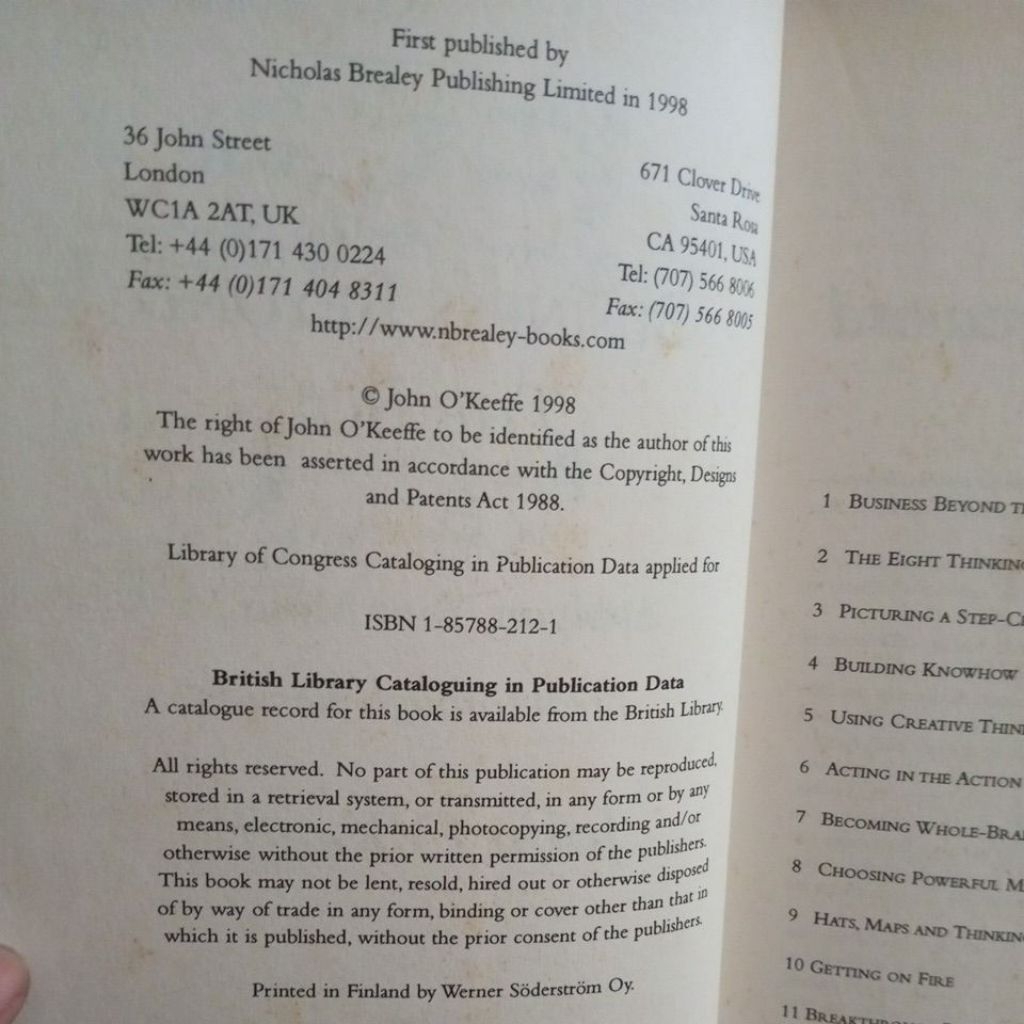 First published by
Nicholas Brealey Publishing Limited in 1998
36 John Street
London
WC1A 2AT, UK
Tel: +44 (0)171 430 0224
Fax: +44 (0)171 404 8311
671 Clover Drive
Santa Rosa
CA 95401, USA
Tel: (707) 566 8006
Fax: (707) 566 8005
http://www.nbrealey-books.com
© John O'Keeffe 1998
The right of John O'Keeffe to be identified as the author of this
work has been asserted in accordance with the Copyright, Designs
and Patents Act 1988.
Library of Congress Cataloging in Publication Data applied for
ISBN 1-85788-212-1
British Library Cataloguing in Publication Data
A catalogue record for this book is available from the British Library.
All rights reserved. No part of this publication may be reproduced,
stored in a retrieval system, or transmitted, in any form or by any
means, electronic, mechanical, photocopying, recording and/or
otherwise without the prior written permission of the publishers.
This book may not be lent, resold, hired out or otherwise disposed
of by way of trade in any form, binding or cover other than that in
which it is published, without the prior consent of the publishers.
Printed in Finland by Werner Söderström Oy.
1 BUSINESS BEYOND
2 THE EIGHT THINKING
3 PICTURING A STEP-C
4 BUILDING KNOWHOW
5 USING CREATIVE THIN
6 ACTING IN THE ACTION
7 BECOMING WHOLE-BRA
8 CHOOSING POWERFUL M
9 HATS, MAPS AND THINKIN
10 GETTING ON FIRE
11